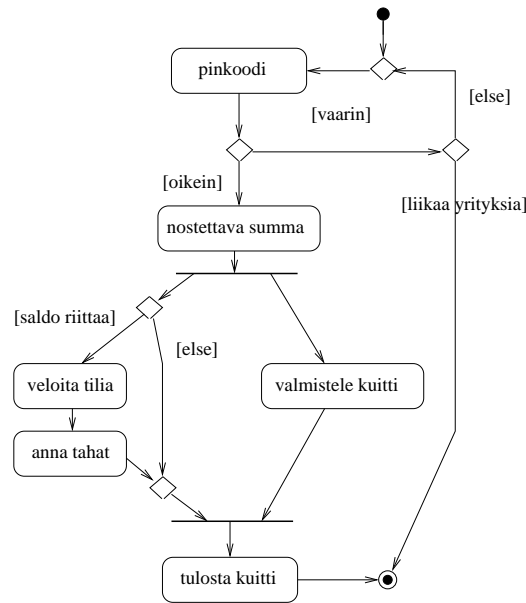 pinkoodi
[vaarin]
[else]
[oikein]
[liikaa yrityksia]
nostettava summa
[saldo riittaa]
[else]
veloita tilia
valmistele kuitti
anna tahat
tulosta kuitti